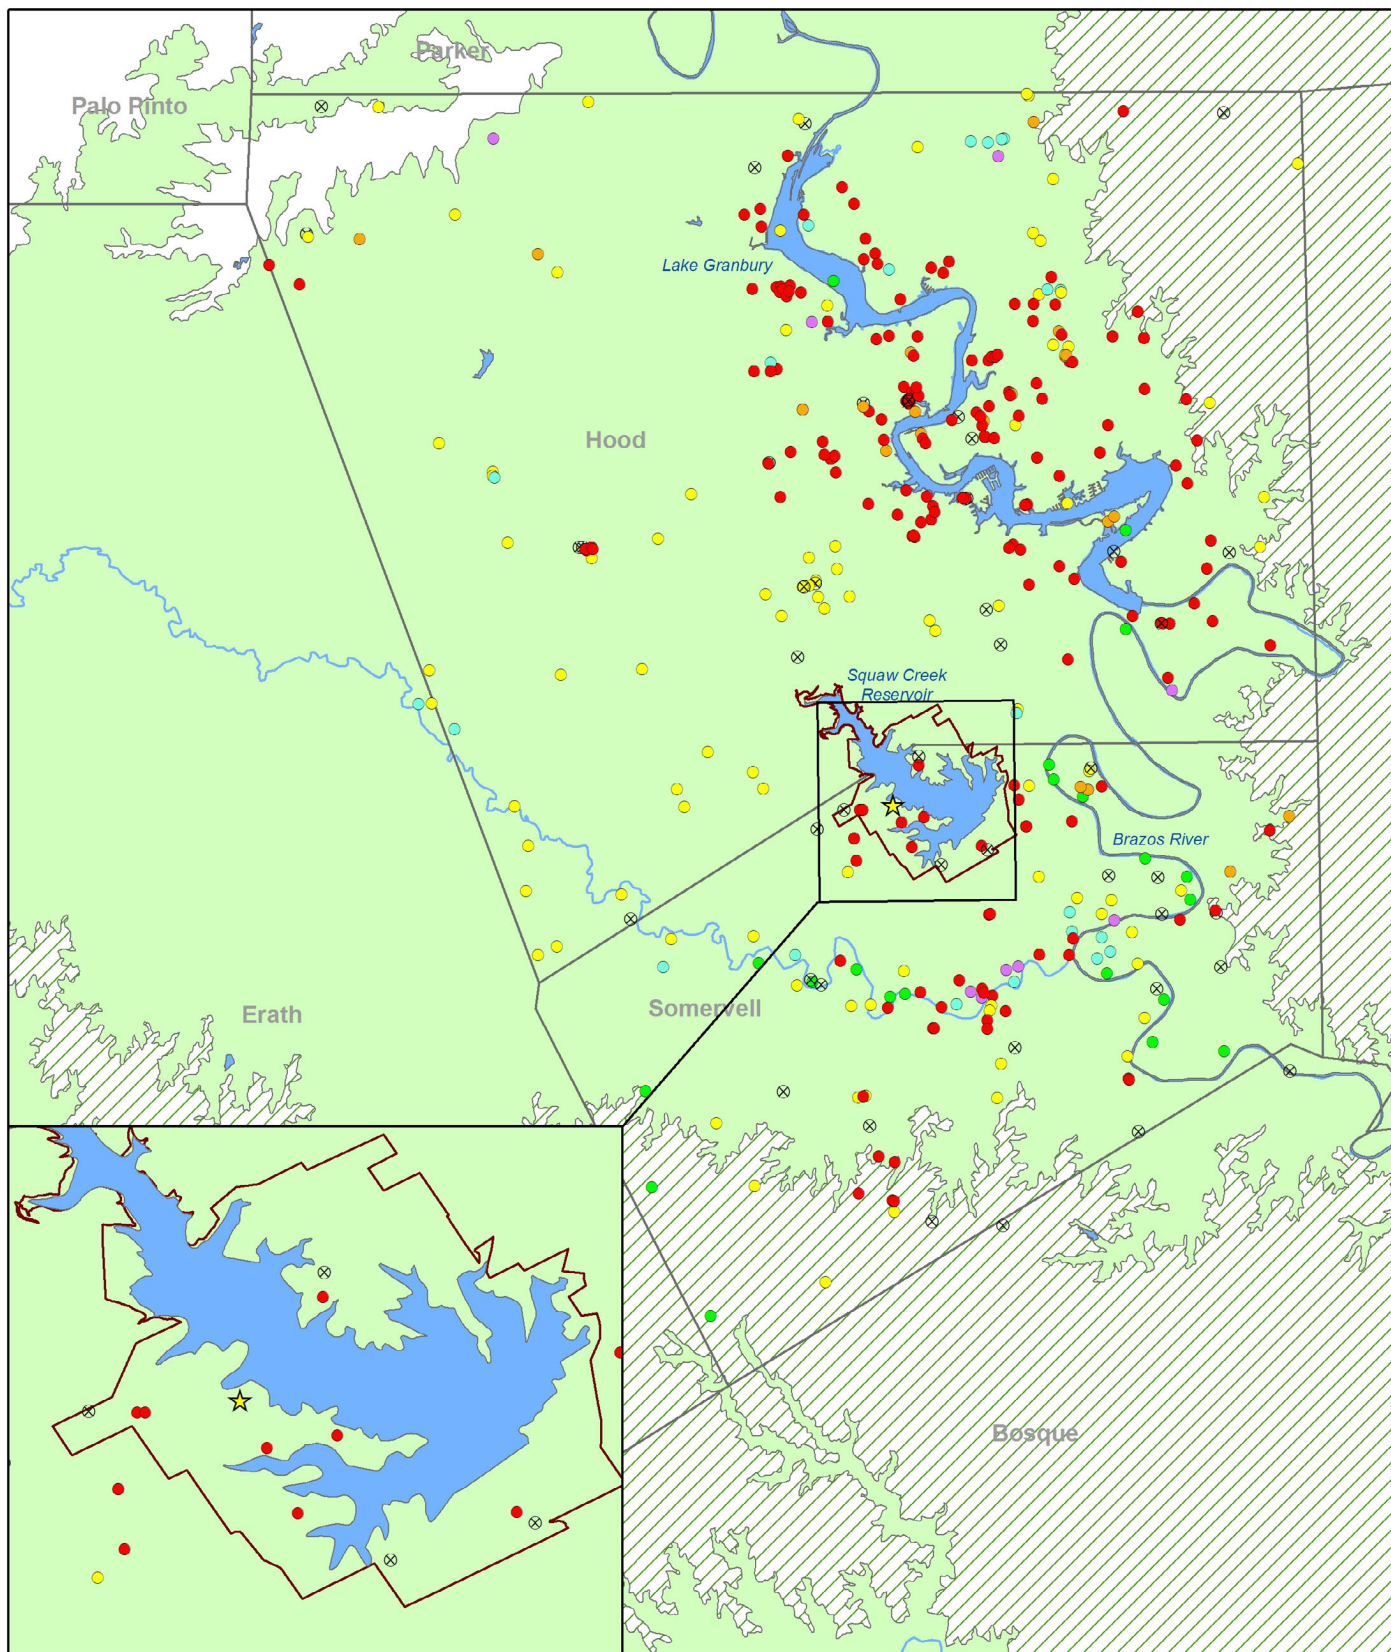 Parker
Palo Pinto
Lake Granbury
Hood
Squaw Creek
Reservoir
Brazos River
Erath
Somervell
Bosque